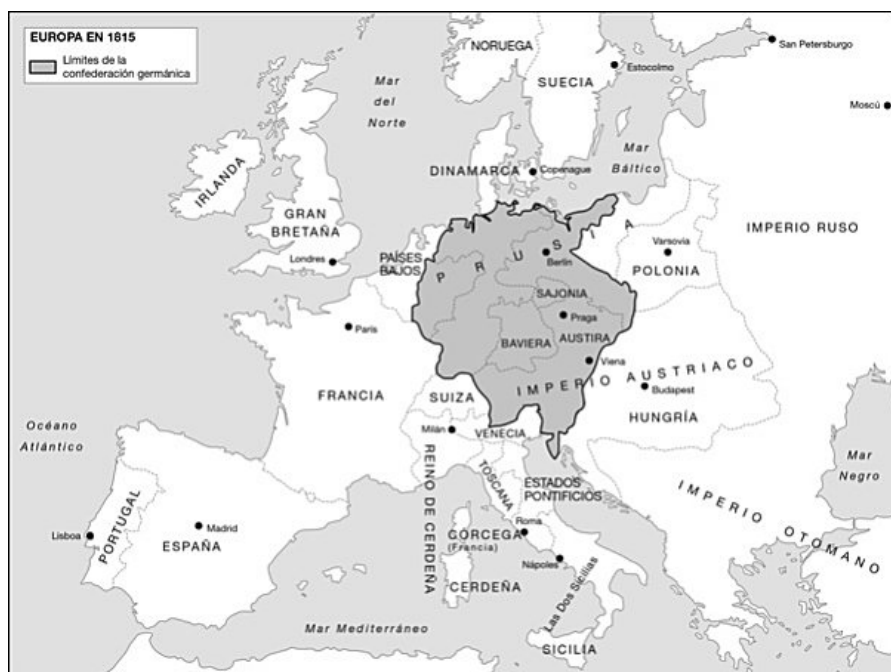 EUROPA EN 1815
Límites de la
confederación germánica
NORUEGA
SUECIA
Estocolmo
San Petersburgo
Moscú
Mar
del
Norte
Mar
Báltico
DINAMARCA
Copenague
IRLANDA
GRAN
BRETAÑA
Londres
PAÍSES
BAJOS
PRUSIA
Berlín
Varsovia
POLONIA
IMPERIO RUSO
SAJONIA
Praga
París
BAVIERA
AUSTIRA
Viena
IMPERIO AUSTRIACO
Budapest
HUNGRÍA
FRANCIA
SUIZA
Milán
VENECIA
Océano
Atlántico
Mar
Negro
REINO DE CERDEÑA
TOSCANA
ESTADOS
PONTIFICIOS
IMPERIO OTOMANO
PORTUGAL
Lisboa
Madrid
ESPAÑA
Roma
CÓRCEGA
(Francia)
Nápoles
CERDEÑA
Las Dos Sicilias
Mar Mediterráneo
SICILIA